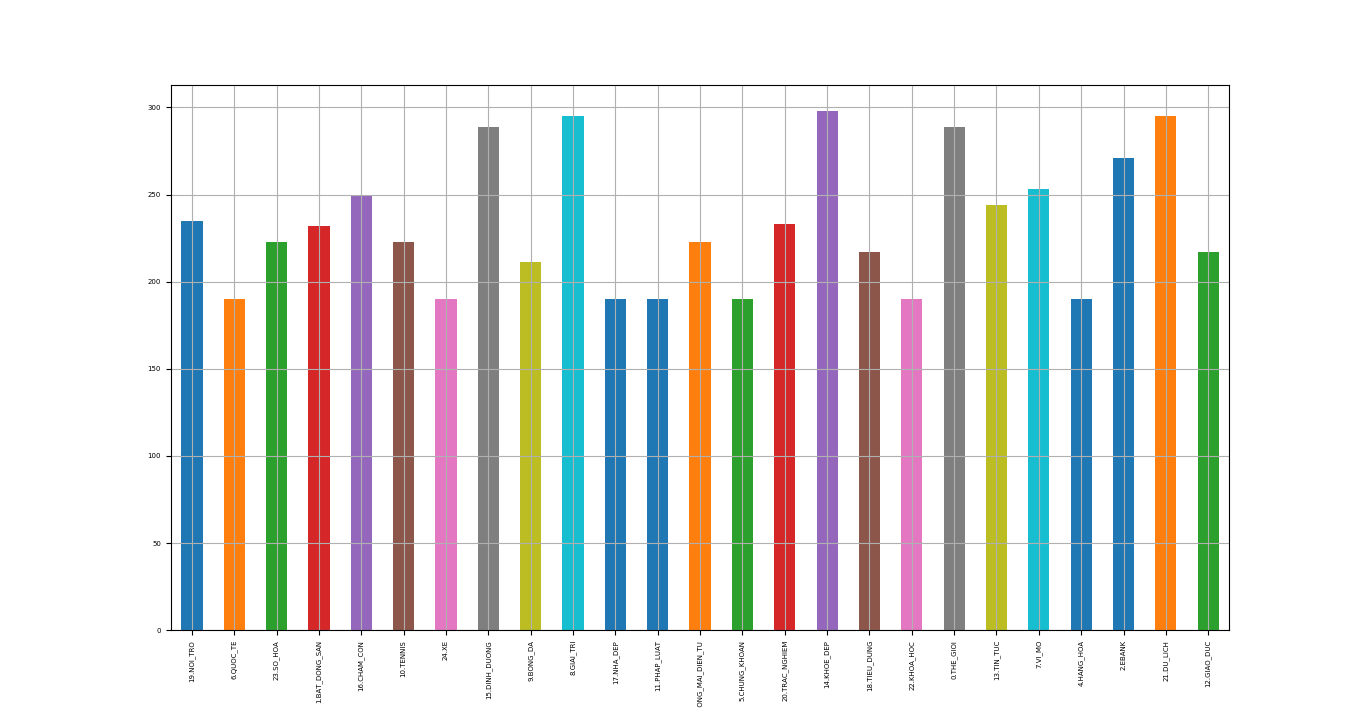 300
250
200
150
100
50
0
19.NOI_TRO
6.QUOC_TE
23.SO_HOA
1.BAT_DONG_SAN
16.CHAM_CON
10.TENNIS
24.XE
15.DINH_DUONG
9.BONG_DA
8.GIAI_TRI
17.NHA_DEP
11.PHAP_LUAT
ONG_MAI_DIEN_TU
5.CHUNG_KHOAN
20.TRAC_NGHIEM
14.KHOE_DEP
18.TIEU_DUNG
22.KHOA_HOC
0.THE_GIOI
13.TIN_TUC
7.VI_MO
4.HANG_HOA
2.EBANK
21.DU_LICH
12.GIAO_DUC